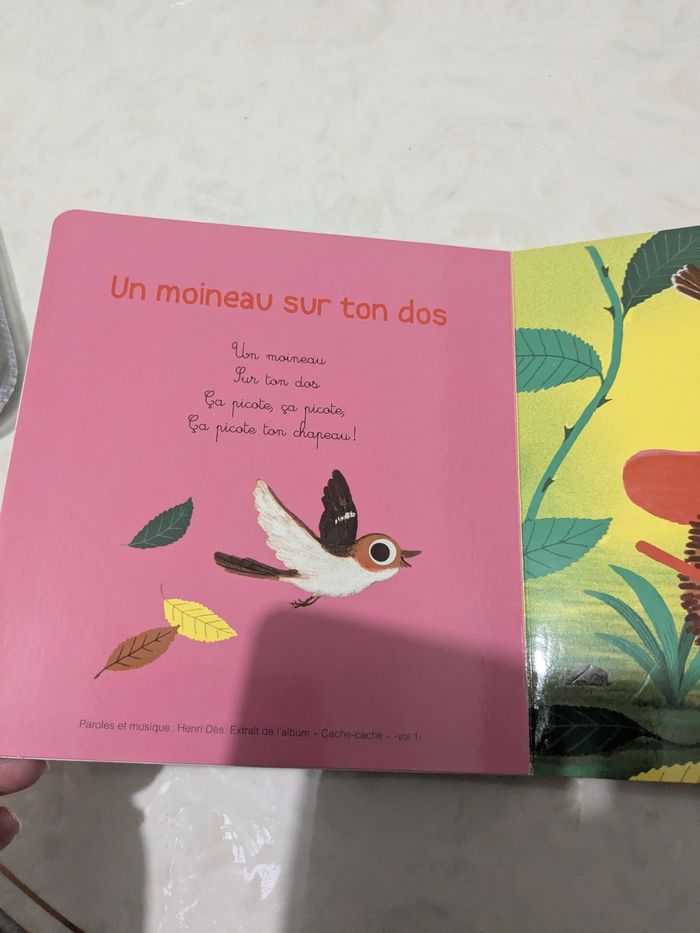 Un moineau sur ton dos
Un moineau
Sur ton dos
Ça picote, ça picote,
Ça picote ton chapeau!
Paroles et musique: Henri Dès. Extrait de l'album « Cache-cache » -vol 1-